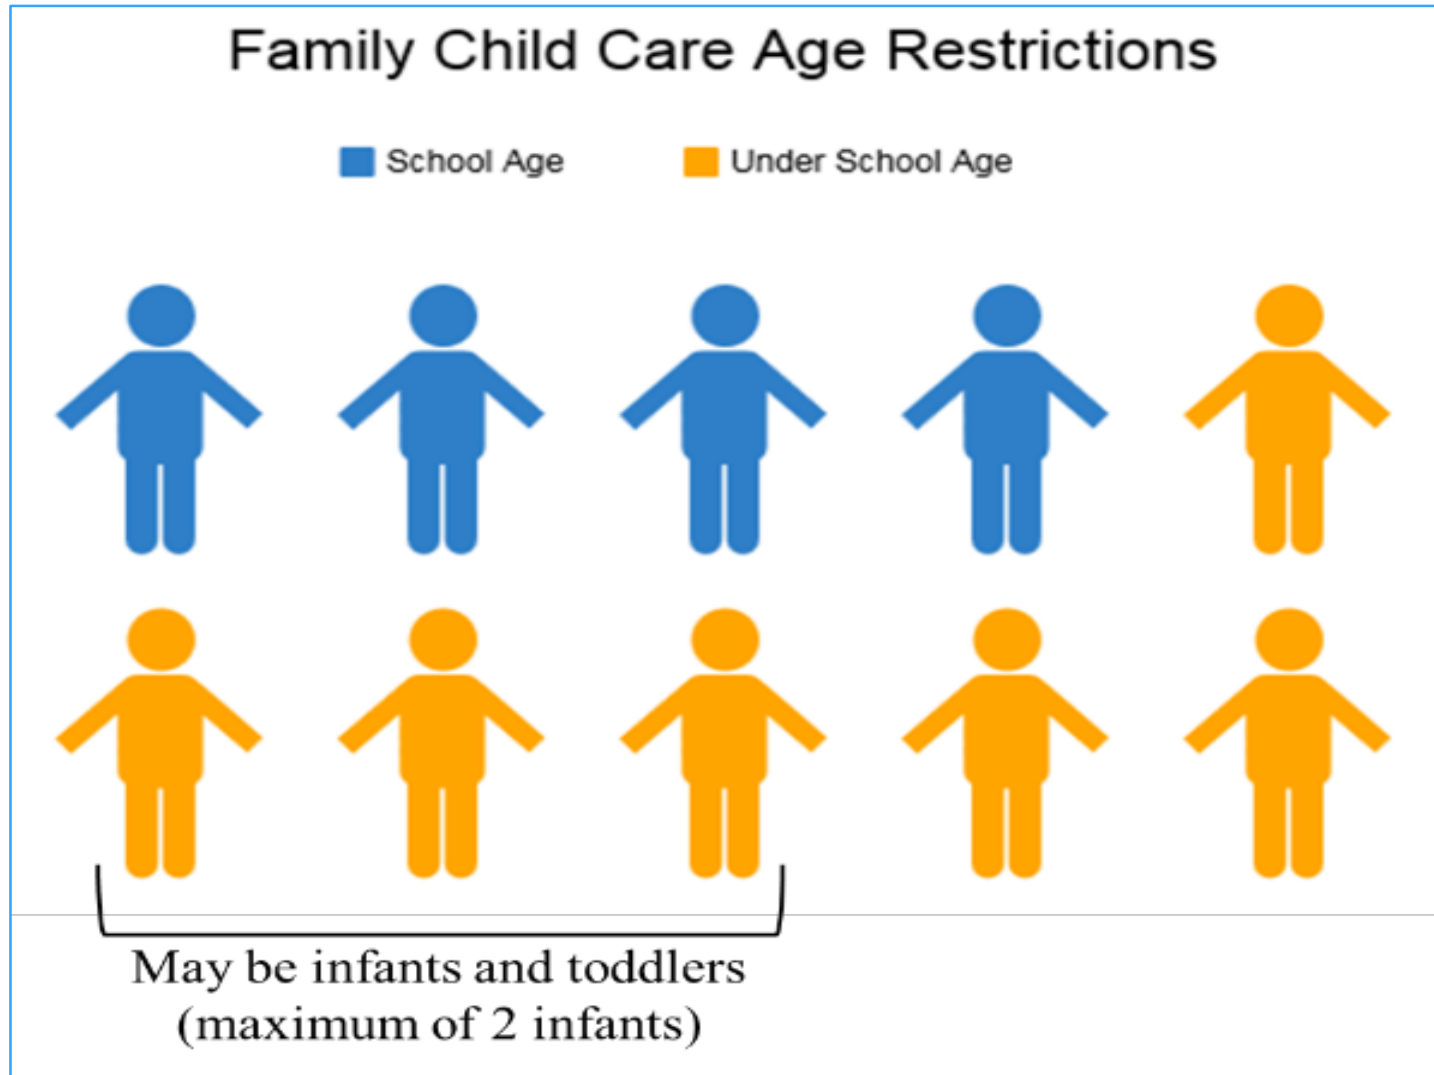 Family Child Care Age Restrictions
School Age Under School Age
May be infants and toddlers
(maximum of 2 infants)